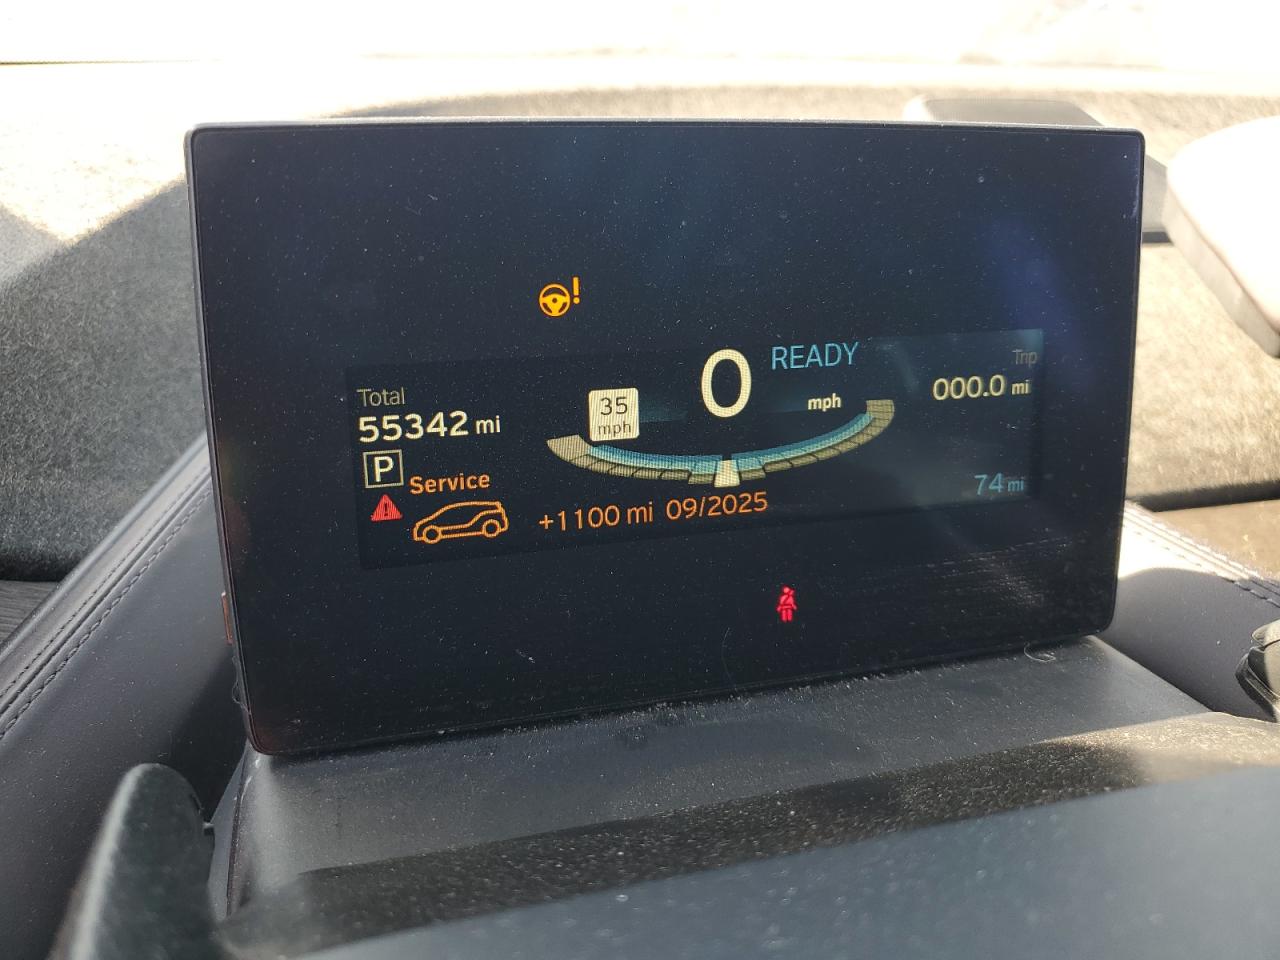 Total
55342 mi
P
Service
35
mph
0
READY
mph
+1100 mi 09/2025
Trip
000.0 mi
74 mi